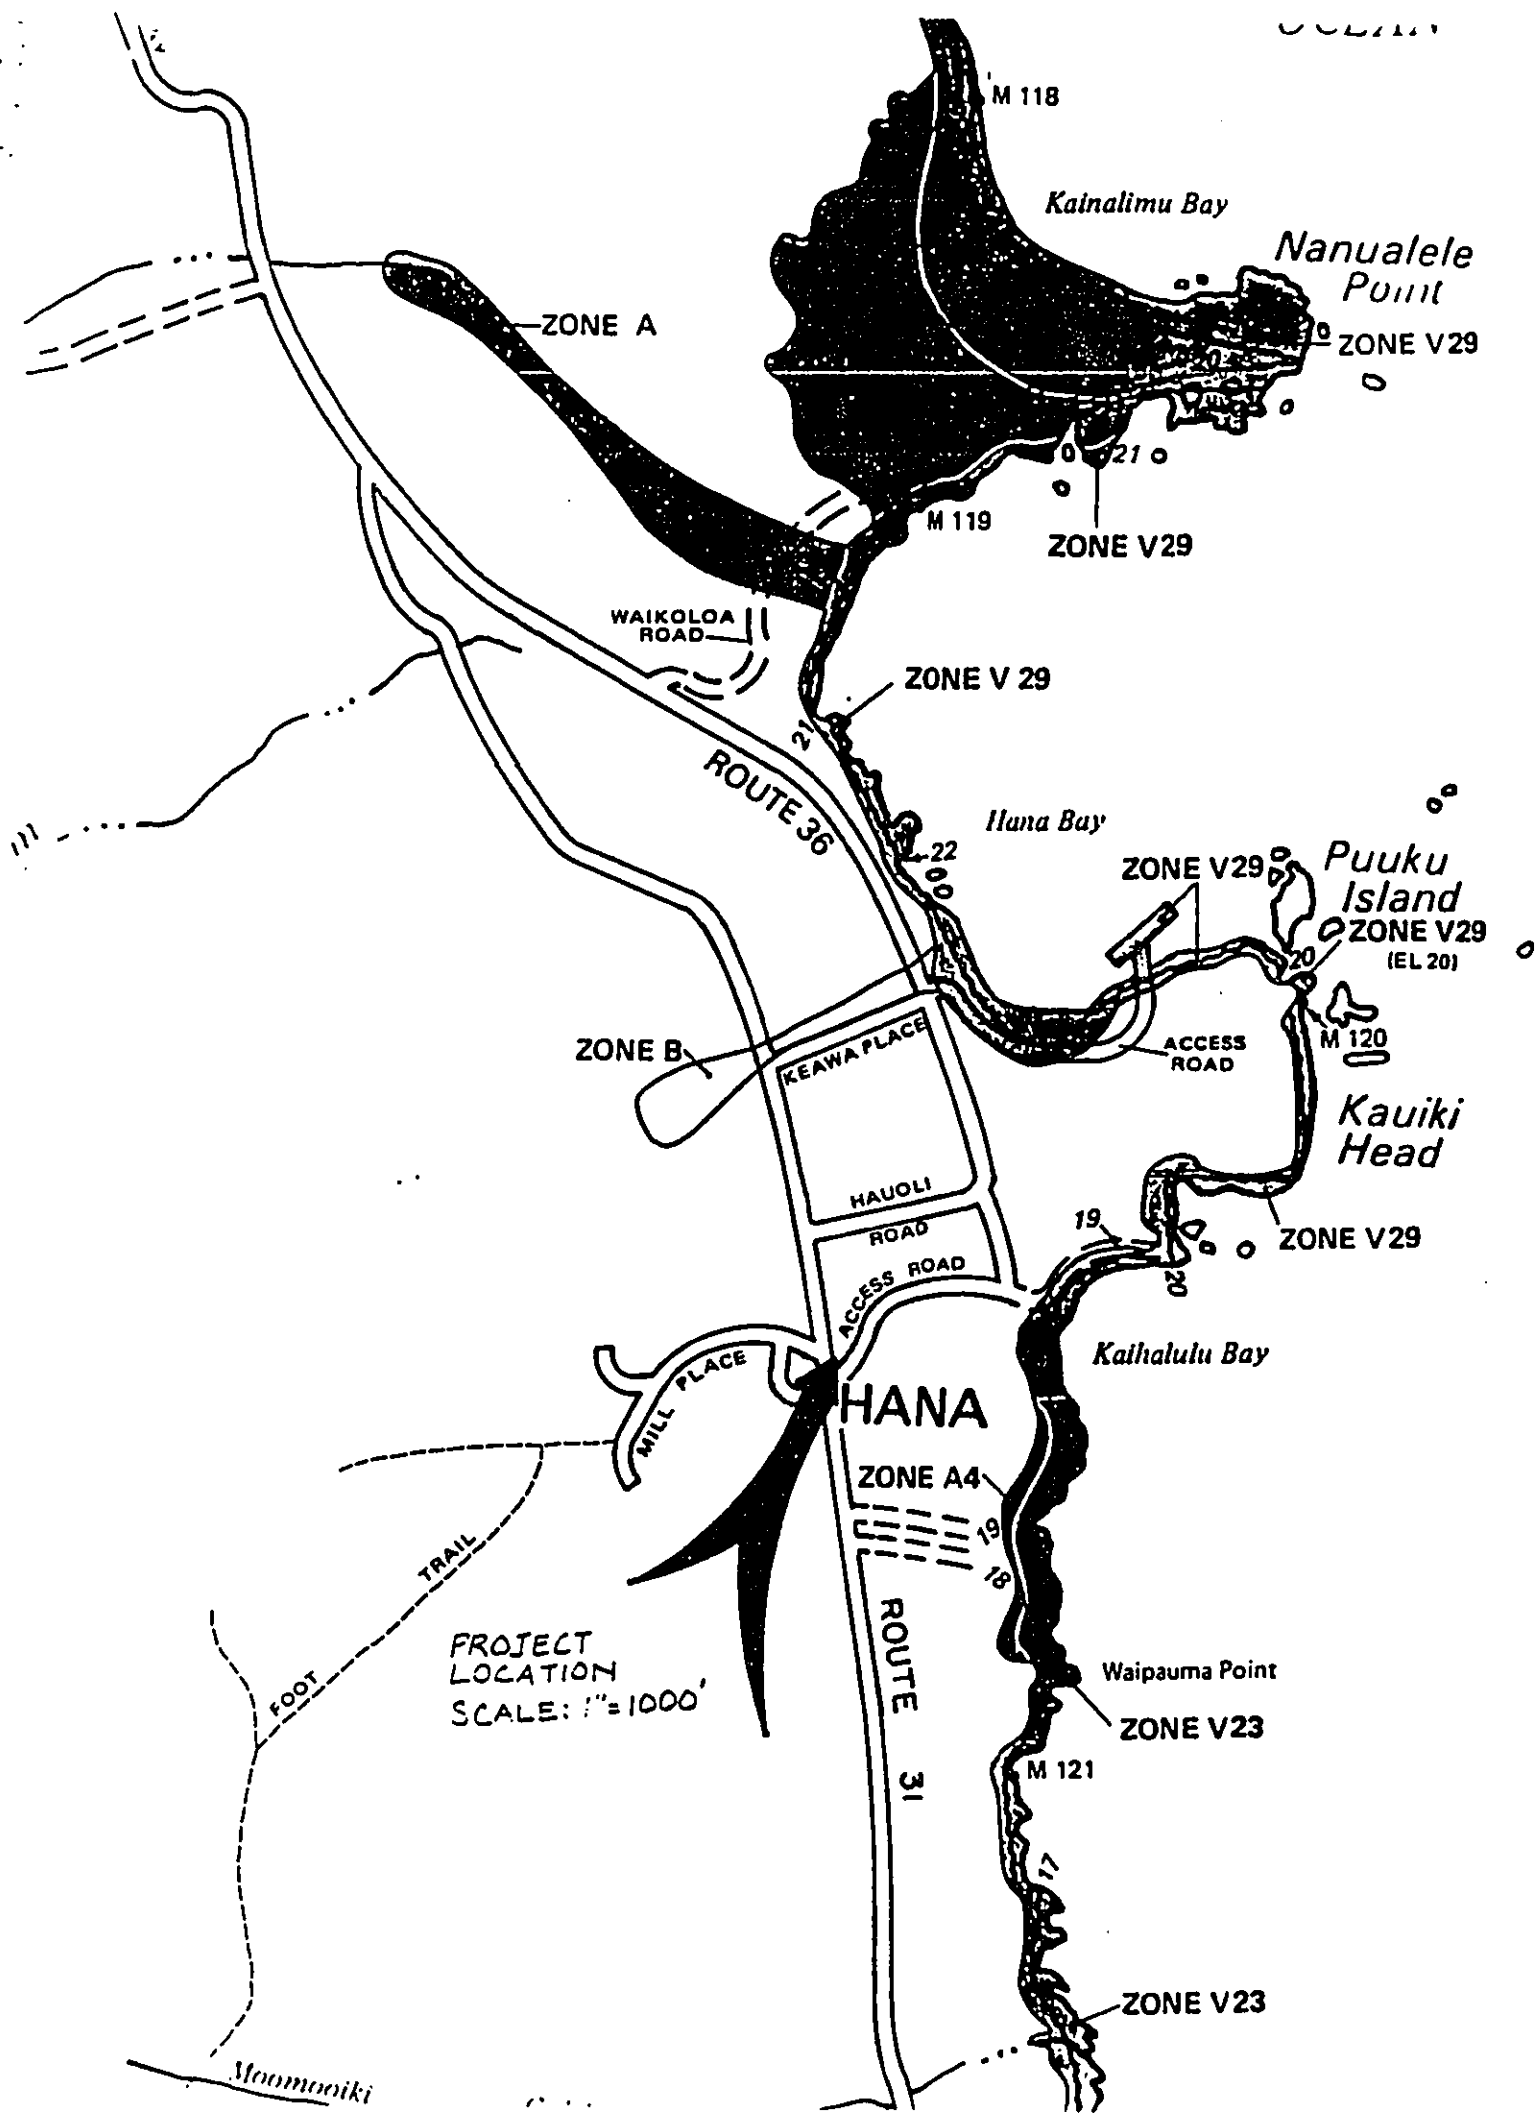 OCEAN
M 118
Kainalimu Bay
Nanualele
Point
ZONE A
ZONE V29
20
21
M 119
ZONE V29
WAIKOLOA
ROAD
ZONE V 29
21
ROUTE 36
Hana Bay
22
ZONE V29
Puuku
Island
ZONE V29
(EL 20)
20
M 120
ACCESS
ROAD
ZONE B
KEAWA PLACE
Kauiki
Head
HAUOLI
ROAD
19
ZONE V29
20
ACCESS ROAD
Kaihalulu Bay
MILL PLACE
HANA
ZONE A4
19
18
TRAIL
FOOT
PROJECT
LOCATION
SCALE: 1"=1000'
ROUTE 31
Waipauma Point
ZONE V23
M 121
17
ZONE V23
Moomooiki